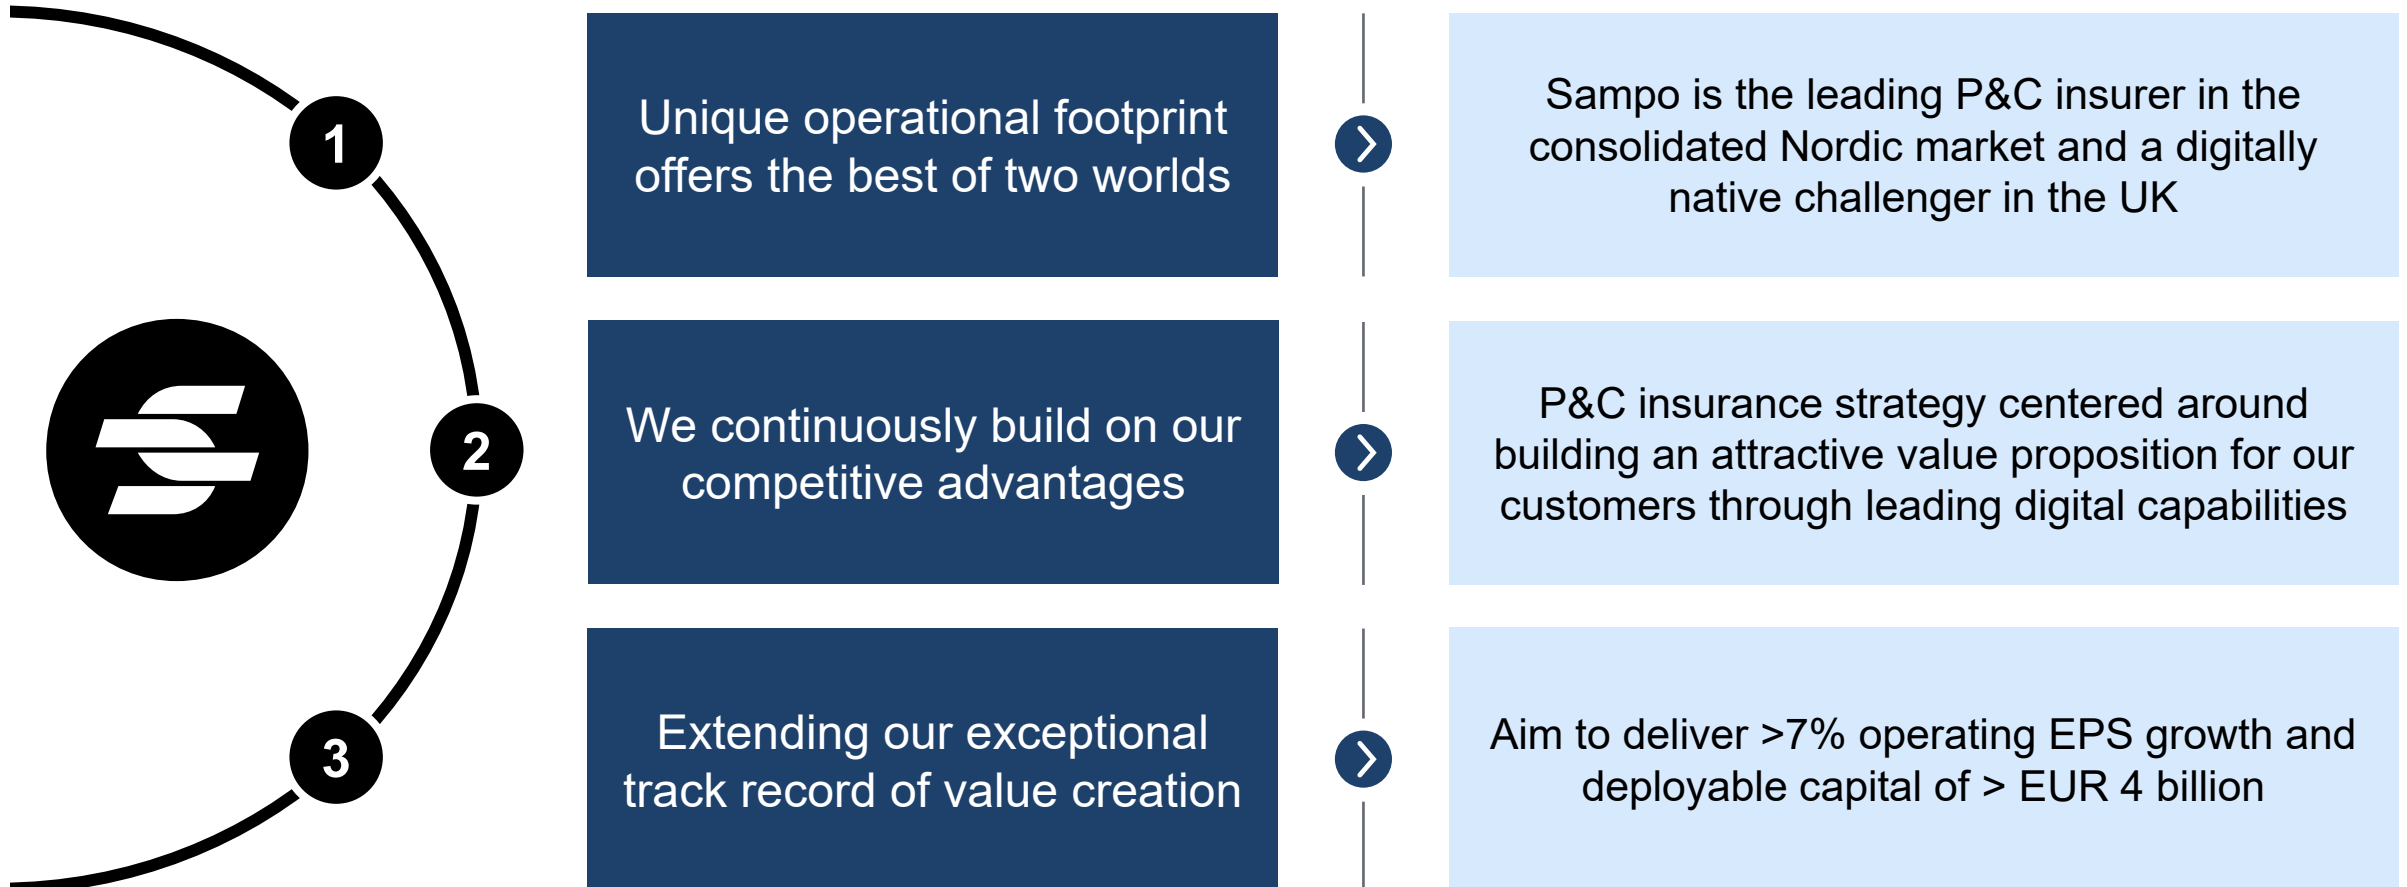 1
Unique operational footprint
offers the best of two worlds
Sampo is the leading P&C insurer in the
consolidated Nordic market and a digitally
native challenger in the UK
2
We continuously build on our
competitive advantages
P&C insurance strategy centered around
building an attractive value proposition for our
customers through leading digital capabilities
3
Extending our exceptional
track record of value creation
Aim to deliver >7% operating EPS growth and
deployable capital of > EUR 4 billion